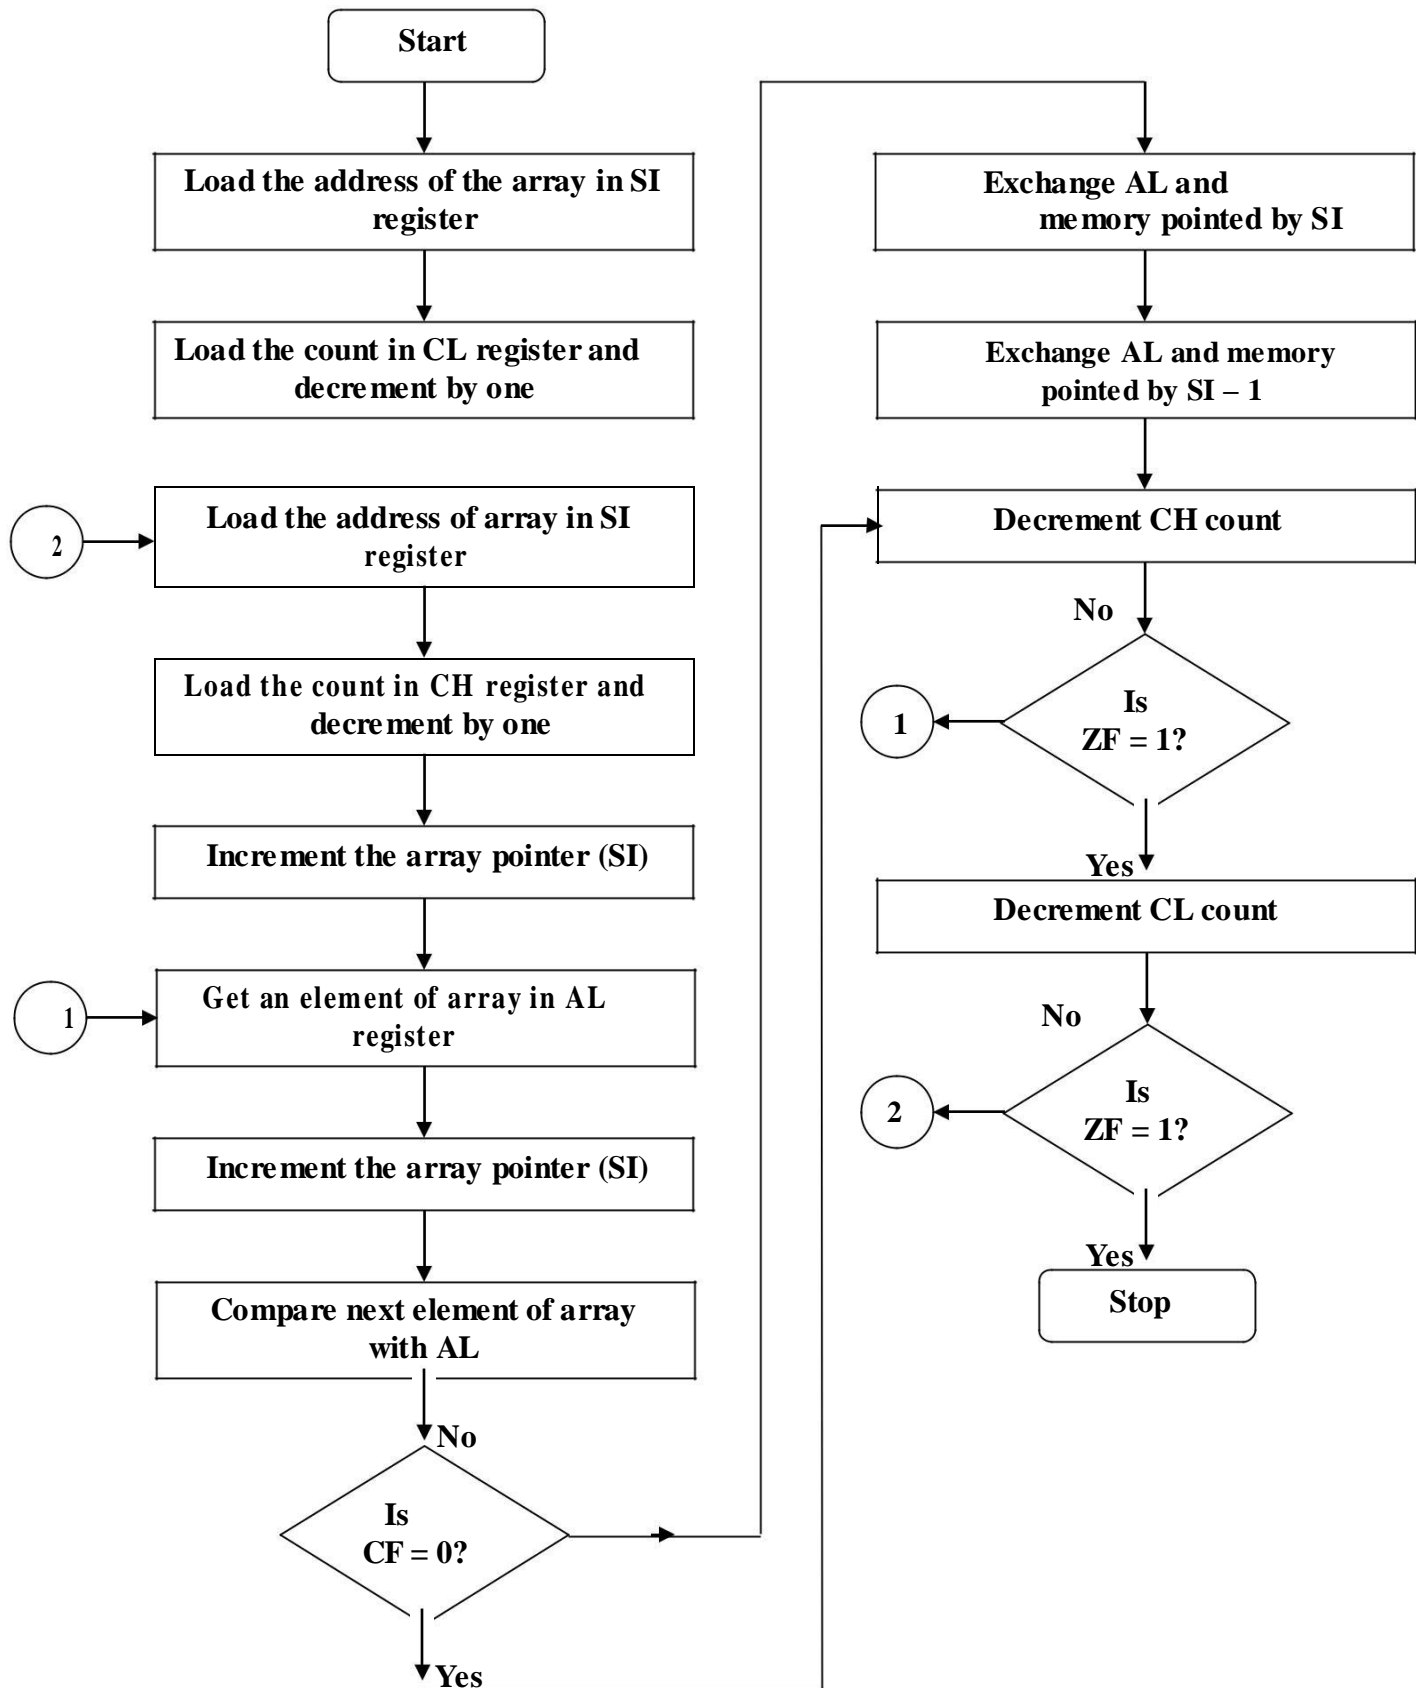 Start
Load the address of the array in SI
register
Load the count in CL register and
decrement by one
2
Load the address of array in SI
register
Load the count in CH register and
decrement by one
Increment the array pointer (SI)
1
Get an element of array in AL
register
Increment the array pointer (SI)
Compare next element of array
with AL
No
Is
CF = 0?
Yes
Exchange AL and
memory pointed by SI
Exchange AL and memory
pointed by SI – 1
Decrement CH count
No
1
Is
ZF = 1?
Yes
Decrement CL count
No
2
Is
ZF = 1?
Yes
Stop